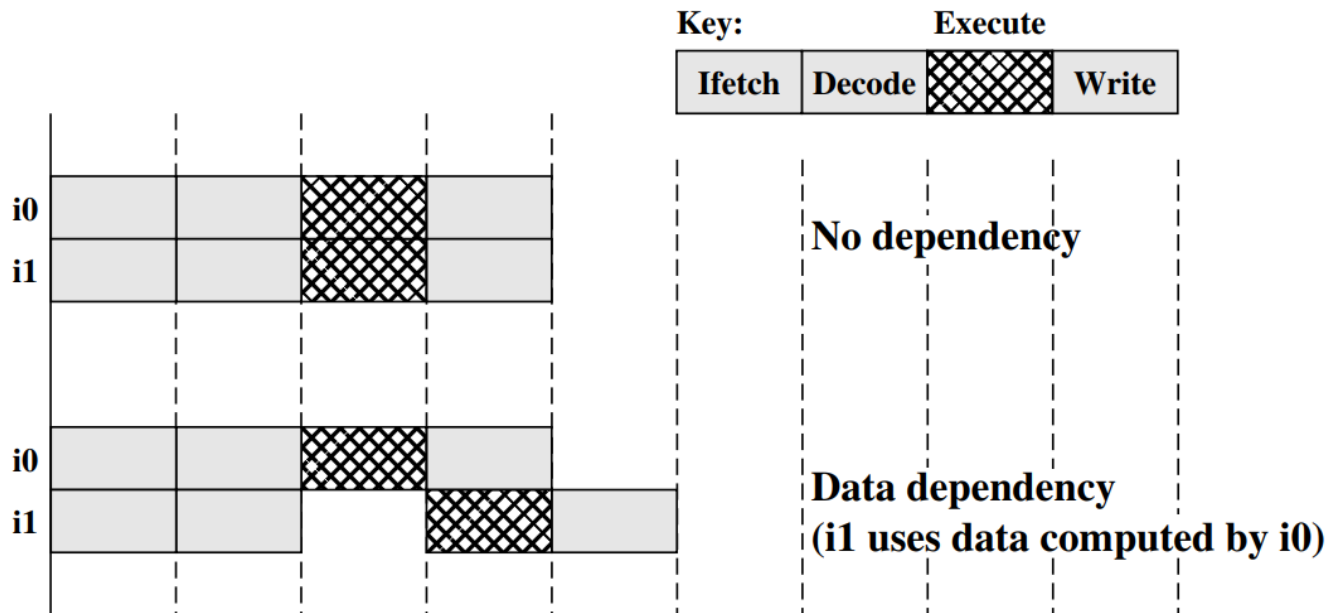 Key: Execute
Ifetch Decode Write
i0
No dependency
i1
i0
Data dependency
i1
(i1 uses data computed by i0)